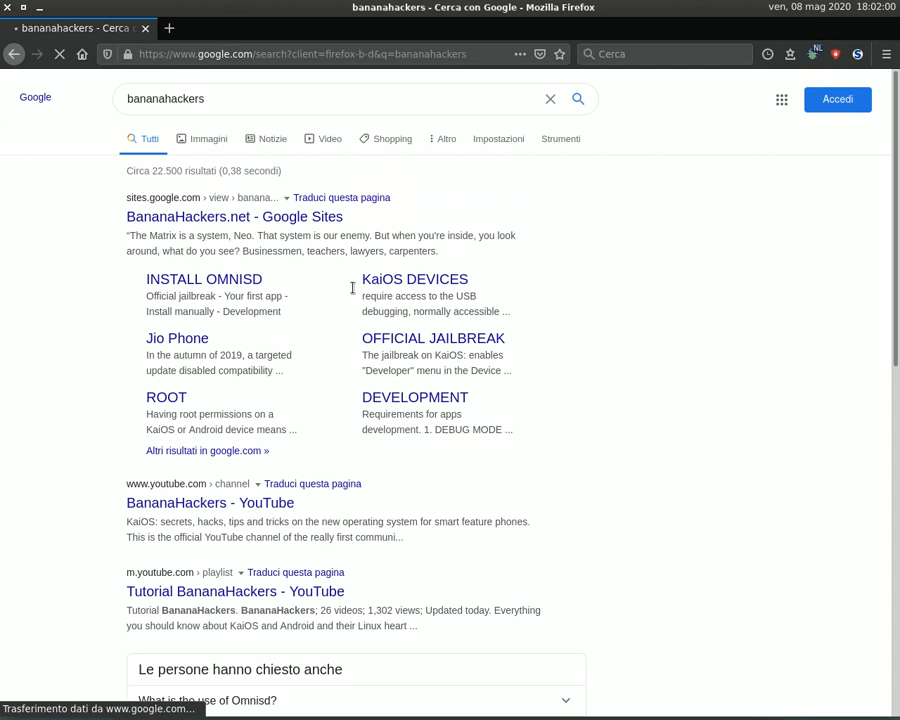 bananahackers - Cerca con Google - Mozilla Firefox
ven, 08 mag 2020 18:02:00
bananahackers - Cerca c
https://www.google.com/search?client=firefox-b-d&q=bananahackers
Cerca
NL
Google
bananahackers
Accedi
Tutti
Immagini
Notizie
Video
Shopping
Altro
Impostazioni
Strumenti
Circa 22.500 risultati (0,38 secondi)
sites.google.com › view › banana... Traduci questa pagina
BananaHackers.net - Google Sites
“The Matrix is a system, Neo. That system is our enemy. But when you're inside, you look
around, what do you see? Businessmen, teachers, lawyers, carpenters.
INSTALL OMNISD
Official jailbreak - Your first app -
Install manually - Development
KaiOS DEVICES
require access to the USB
debugging, normally accessible ...
Jio Phone
In the autumn of 2019, a targeted
update disabled compatibility ...
OFFICIAL JAILBREAK
The jailbreak on KaiOS: enables
"Developer" menu in the Device ...
ROOT
Having root permissions on a
KaiOS or Android device means ...
DEVELOPMENT
Requirements for apps
development. 1. DEBUG MODE ...
Altri risultati in google.com »
www.youtube.com › channel Traduci questa pagina
BananaHackers - YouTube
KaiOS: secrets, hacks, tips and tricks on the new operating system for smart feature phones.
This is the official YouTube channel of the really first communi...
m.youtube.com › playlist Traduci questa pagina
Tutorial BananaHackers - YouTube
Tutorial BananaHackers. BananaHackers; 26 videos; 1,302 views; Updated today. Everything
you should know about KaiOS and Android and their Linux heart ...
Le persone hanno chiesto anche
What is the use of Omnisd?
Trasferimento dati da www.google.com...